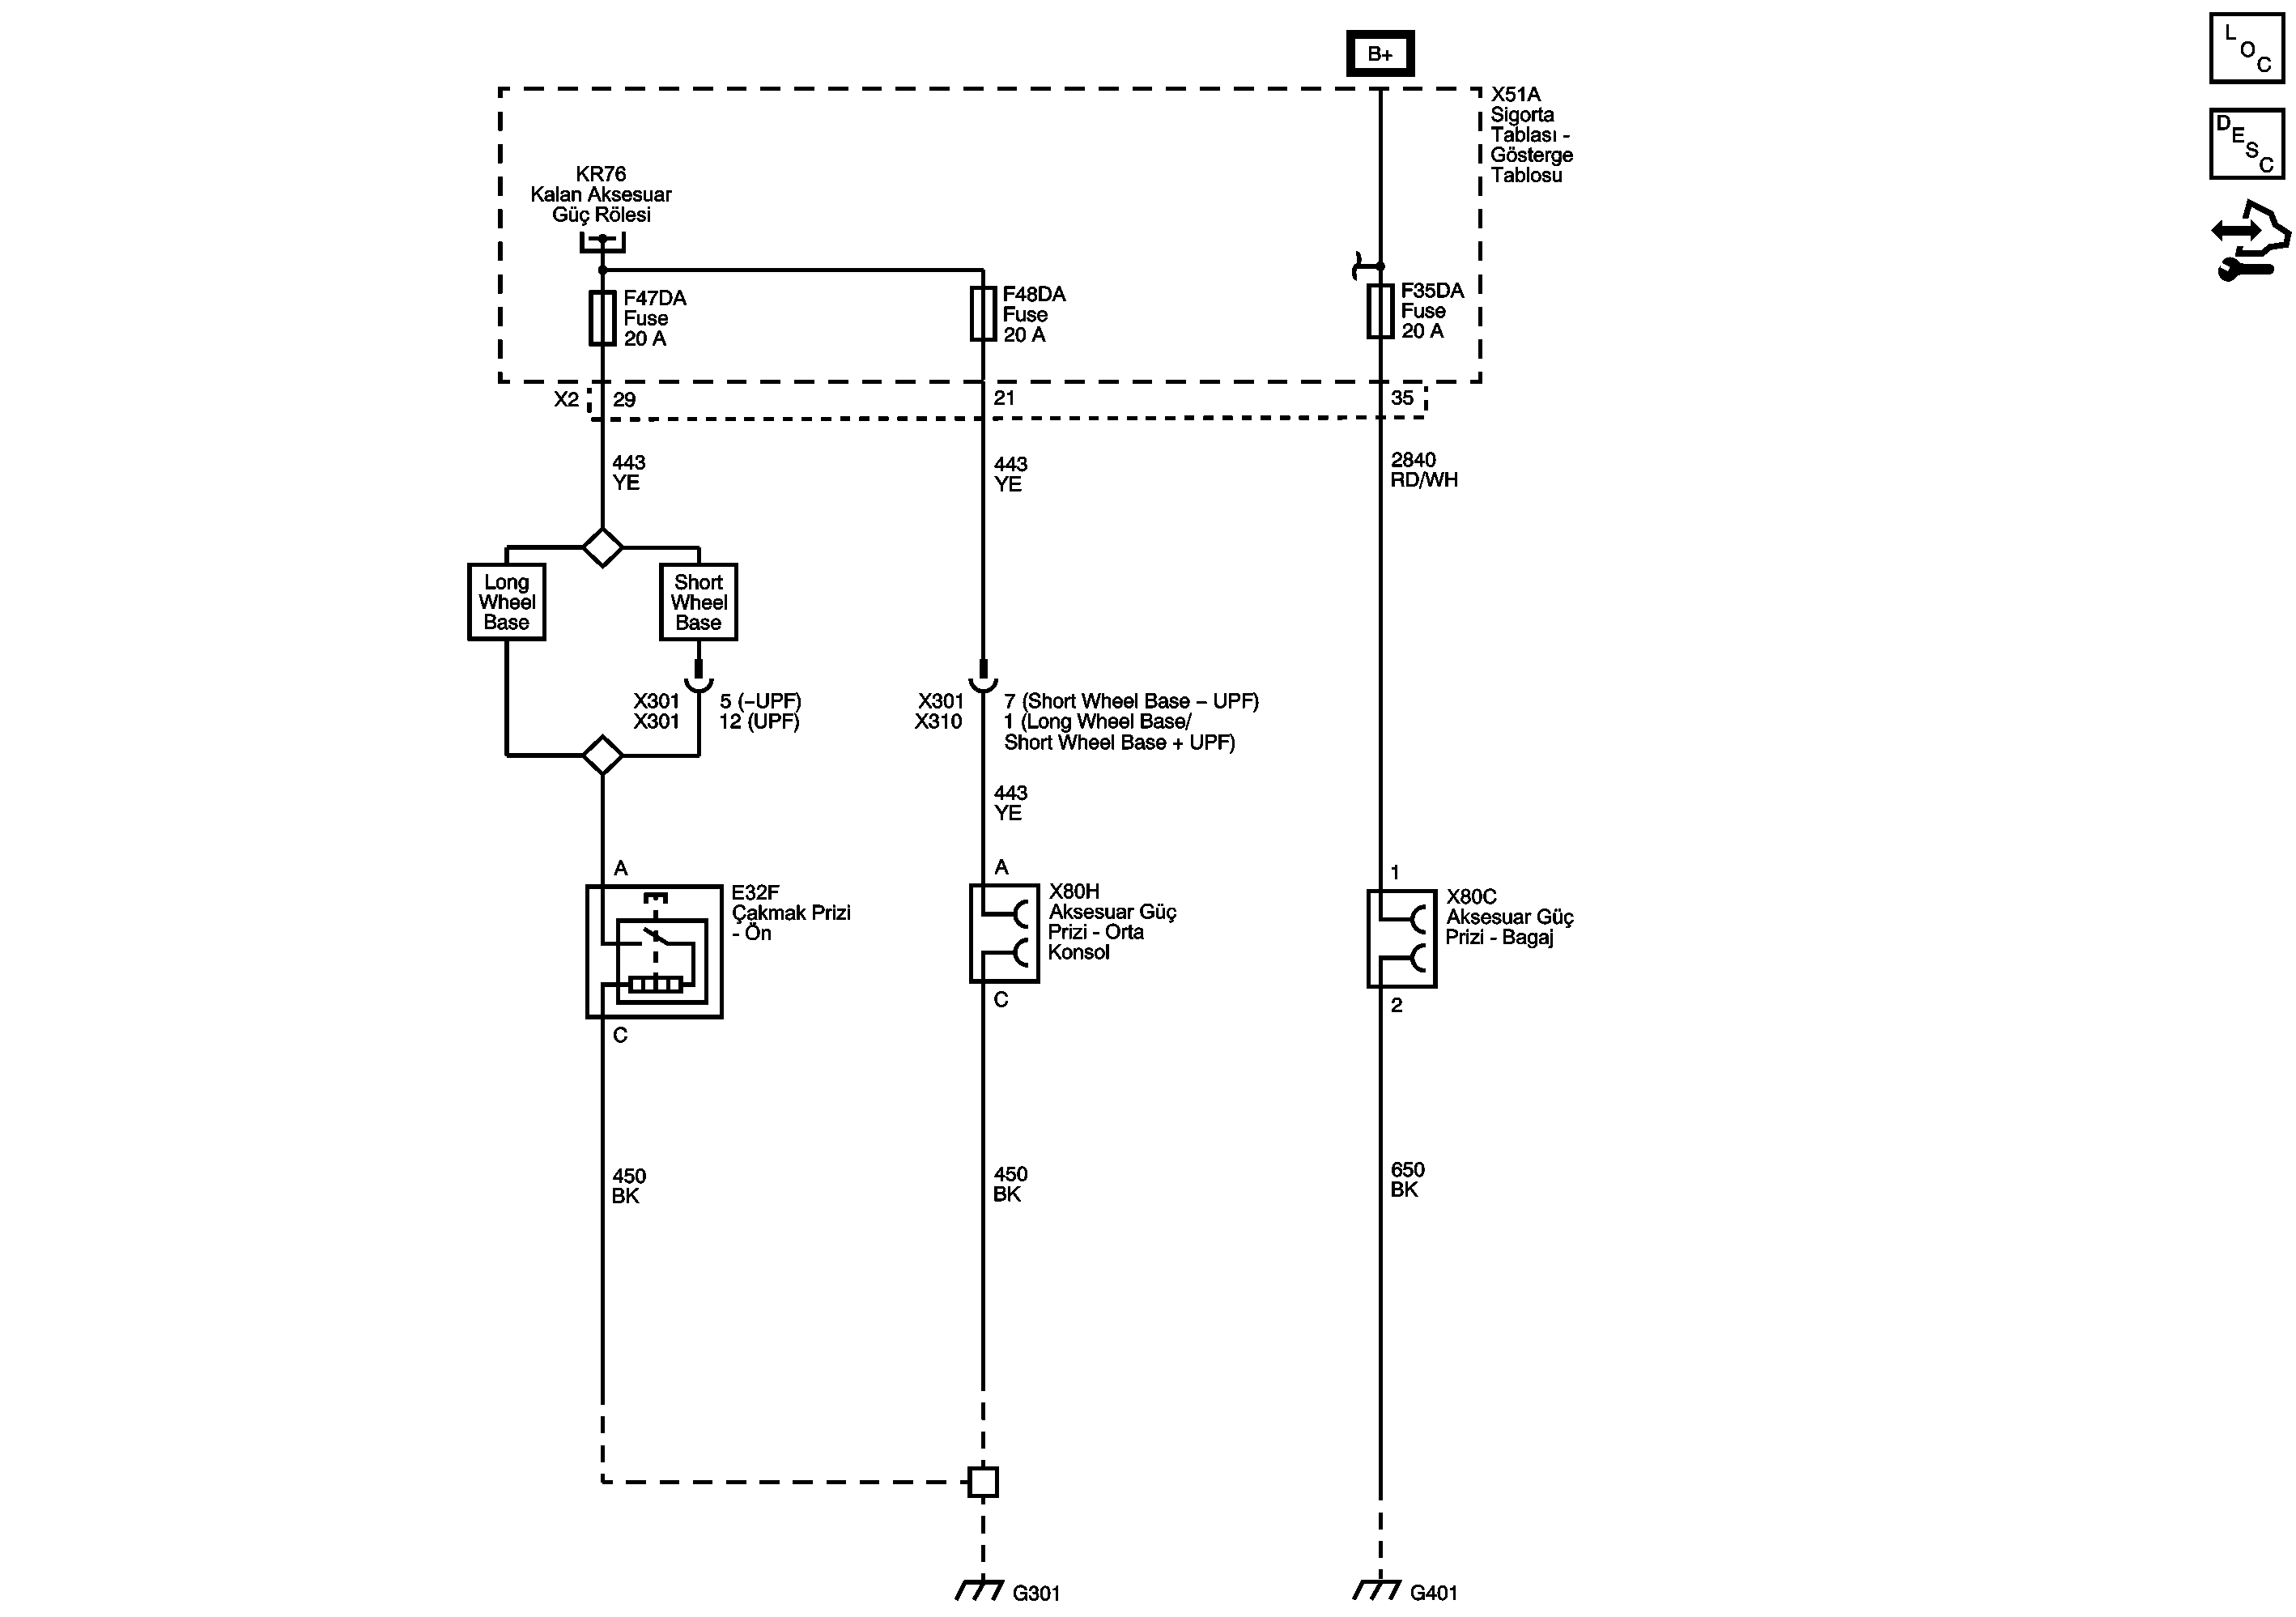 B+
L
O
C
D
E
S
C
X51A
Sigorta
Tablası -
Gösterge
Tablosu
KR76
Kalan Aksesuar
Güç Rölesi
F47DA
Fuse
20 A
F48DA
Fuse
20 A
F35DA
Fuse
20 A
X2
29
21
35
443
YE
443
YE
2840
RD/WH
Long
Wheel
Base
Short
Wheel
Base
X301
X301
5 (–UPF)
12 (UPF)
X301
X310
7 (Short Wheel Base – UPF)
1 (Long Wheel Base/
Short Wheel Base + UPF)
443
YE
A
A
1
E32F
Çakmak Prizi
- Ön
X80H
Aksesuar Güç
Prizi - Orta
Konsol
X80C
Aksesuar Güç
Prizi - Bagaj
C
C
2
450
BK
450
BK
650
BK
G301
G401